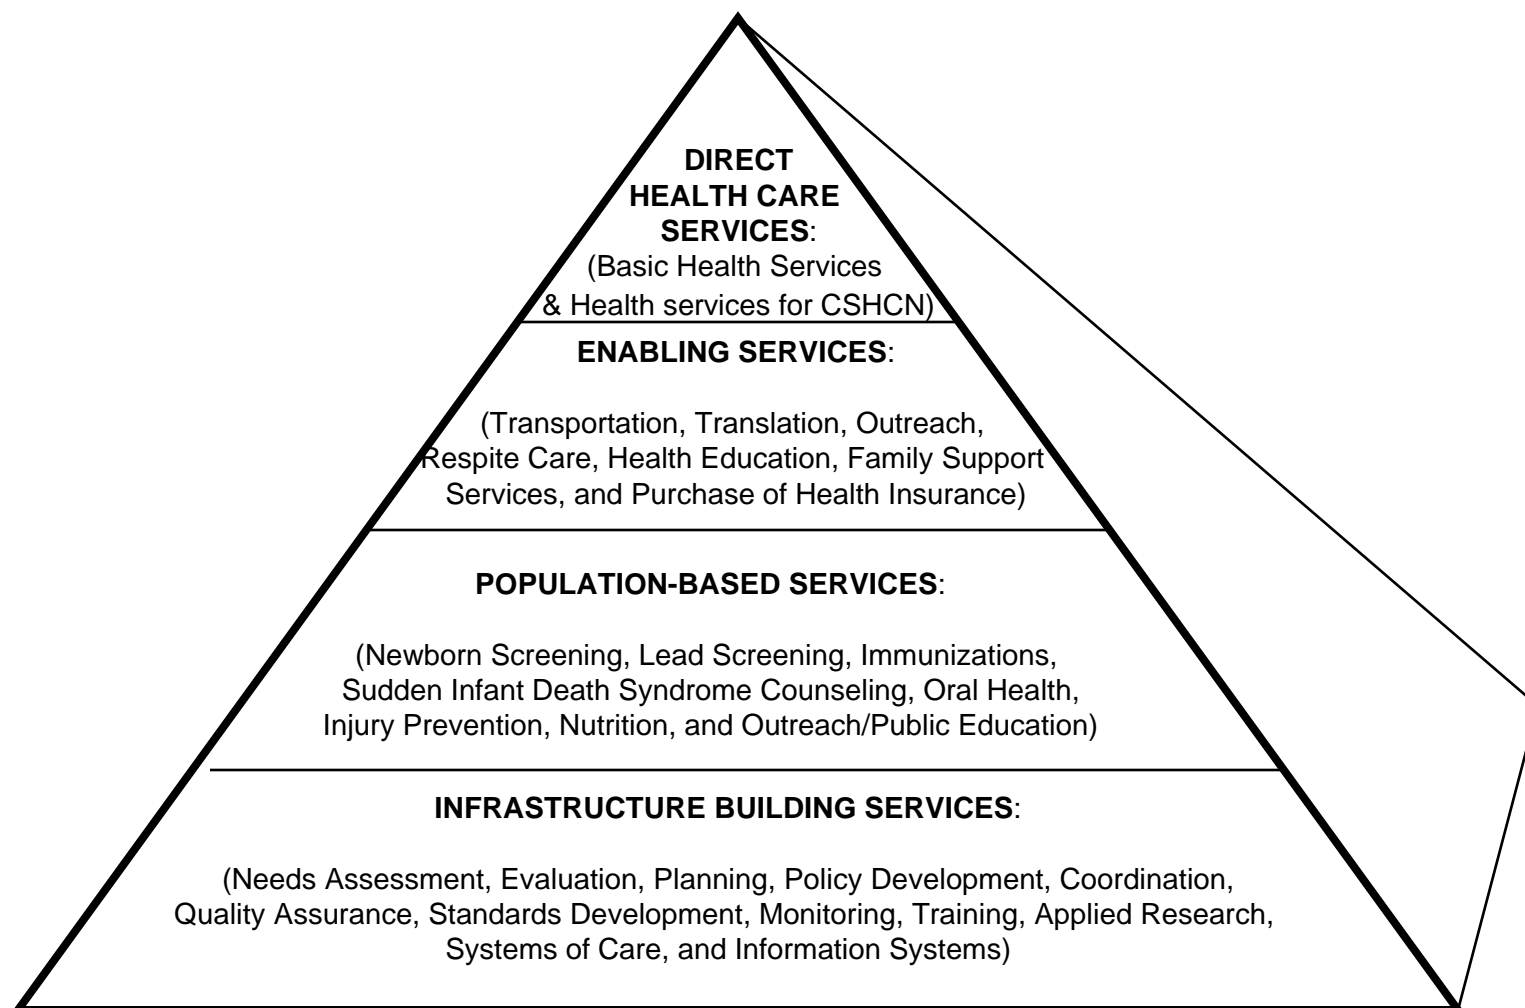 DIRECT
HEALTH CARE
SERVICES:
(Basic Health Services
& Health services for CSHCN)
ENABLING SERVICES:
(Transportation, Translation, Outreach,
Respite Care, Health Education, Family Support
Services, and Purchase of Health Insurance)
POPULATION-BASED SERVICES:
(Newborn Screening, Lead Screening, Immunizations,
Sudden Infant Death Syndrome Counseling, Oral Health,
Injury Prevention, Nutrition, and Outreach/Public Education)
INFRASTRUCTURE BUILDING SERVICES:
(Needs Assessment, Evaluation, Planning, Policy Development, Coordination,
Quality Assurance, Standards Development, Monitoring, Training, Applied Research,
Systems of Care, and Information Systems)